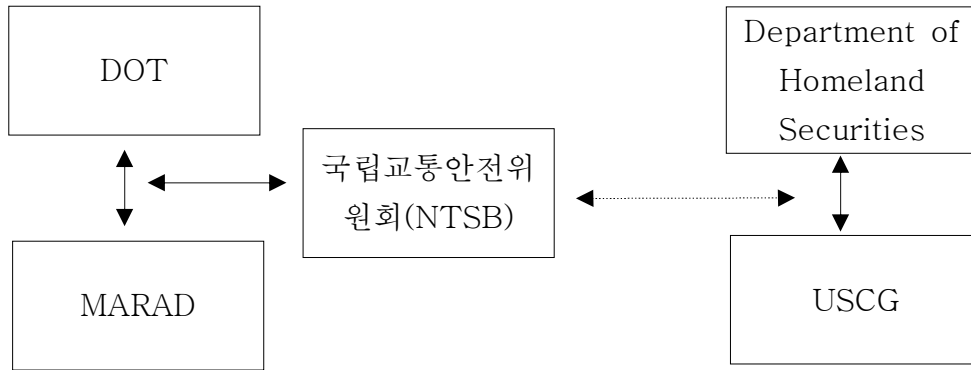 DOT
Department of
Homeland
Securities
국립교통안전위
원회(NTSB)
MARAD
USCG